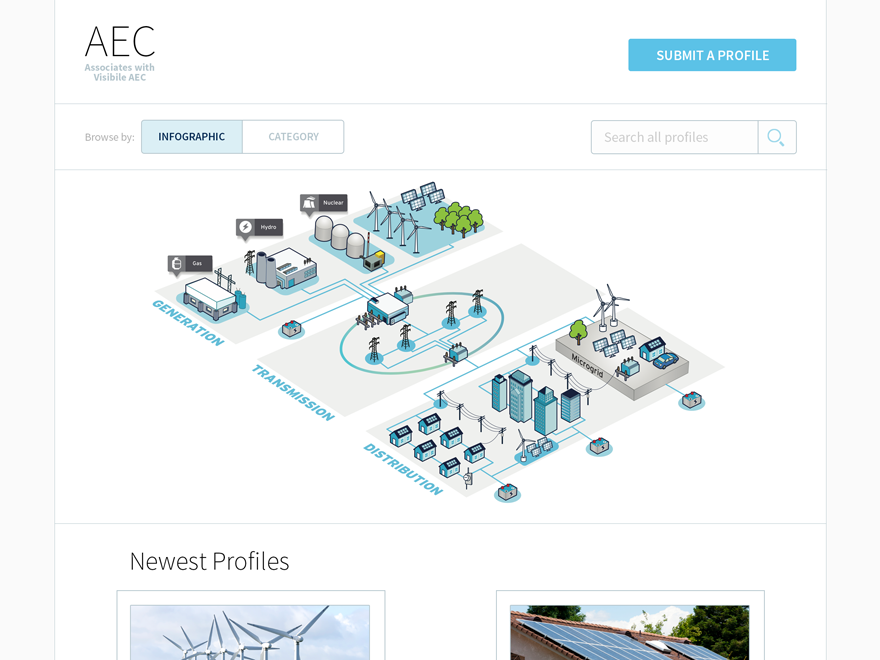 AEC
Associates with
Visibile AEC
SUBMIT A PROFILE
Browse by:
INFOGRAPHIC
CATEGORY
Search all profiles
Nuclear
Hydro
Gas
GENERATION
TRANSMISSION
Microgrid
DISTRIBUTION
Newest Profiles